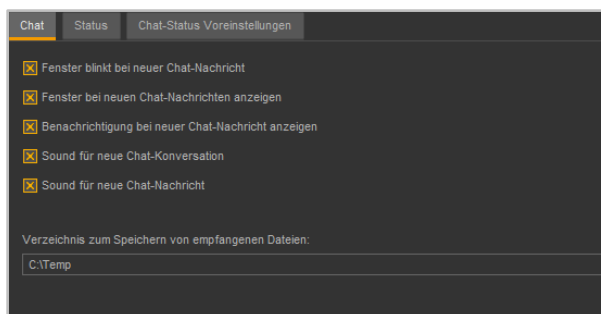 Chat Status Chat-Status Voreinstellungen
Fenster blinkt bei neuer Chat-Nachricht
Fenster bei neuen Chat-Nachrichten anzeigen
Benachrichtigung bei neuer Chat-Nachricht anzeigen
Sound für neue Chat-Konversation
Sound für neue Chat-Nachricht
Verzeichnis zum Speichern von empfangenen Dateien:
C:\Temp